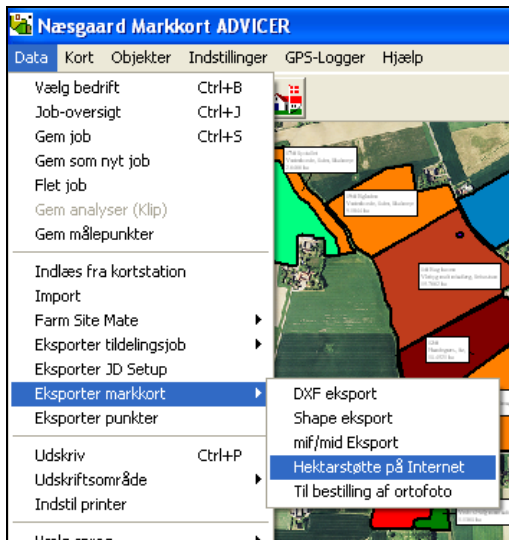 Næsgaard Markkort ADVICER
Data Kort Objekter Indstillinger GPS-Logger Hjælp
Vælg bedrift Ctrl+B
Job-oversigt Ctrl+J
Gem job Ctrl+S
Gem som nyt job
Flet job
Gem analyser (Klip)
Gem målepunkter
Indlæs fra kortstation
Import
Farm Site Mate
Eksporter tildelingsjob
Eksporter JD Setup
Eksporter markkort
Eksporter punkter
DXF eksport
Shape eksport
mif/mid Eksport
Hektarstøtte på Internet
Til bestilling af ortofoto
Udskriv Ctrl+P
Udskriftsområde
Indstil printer